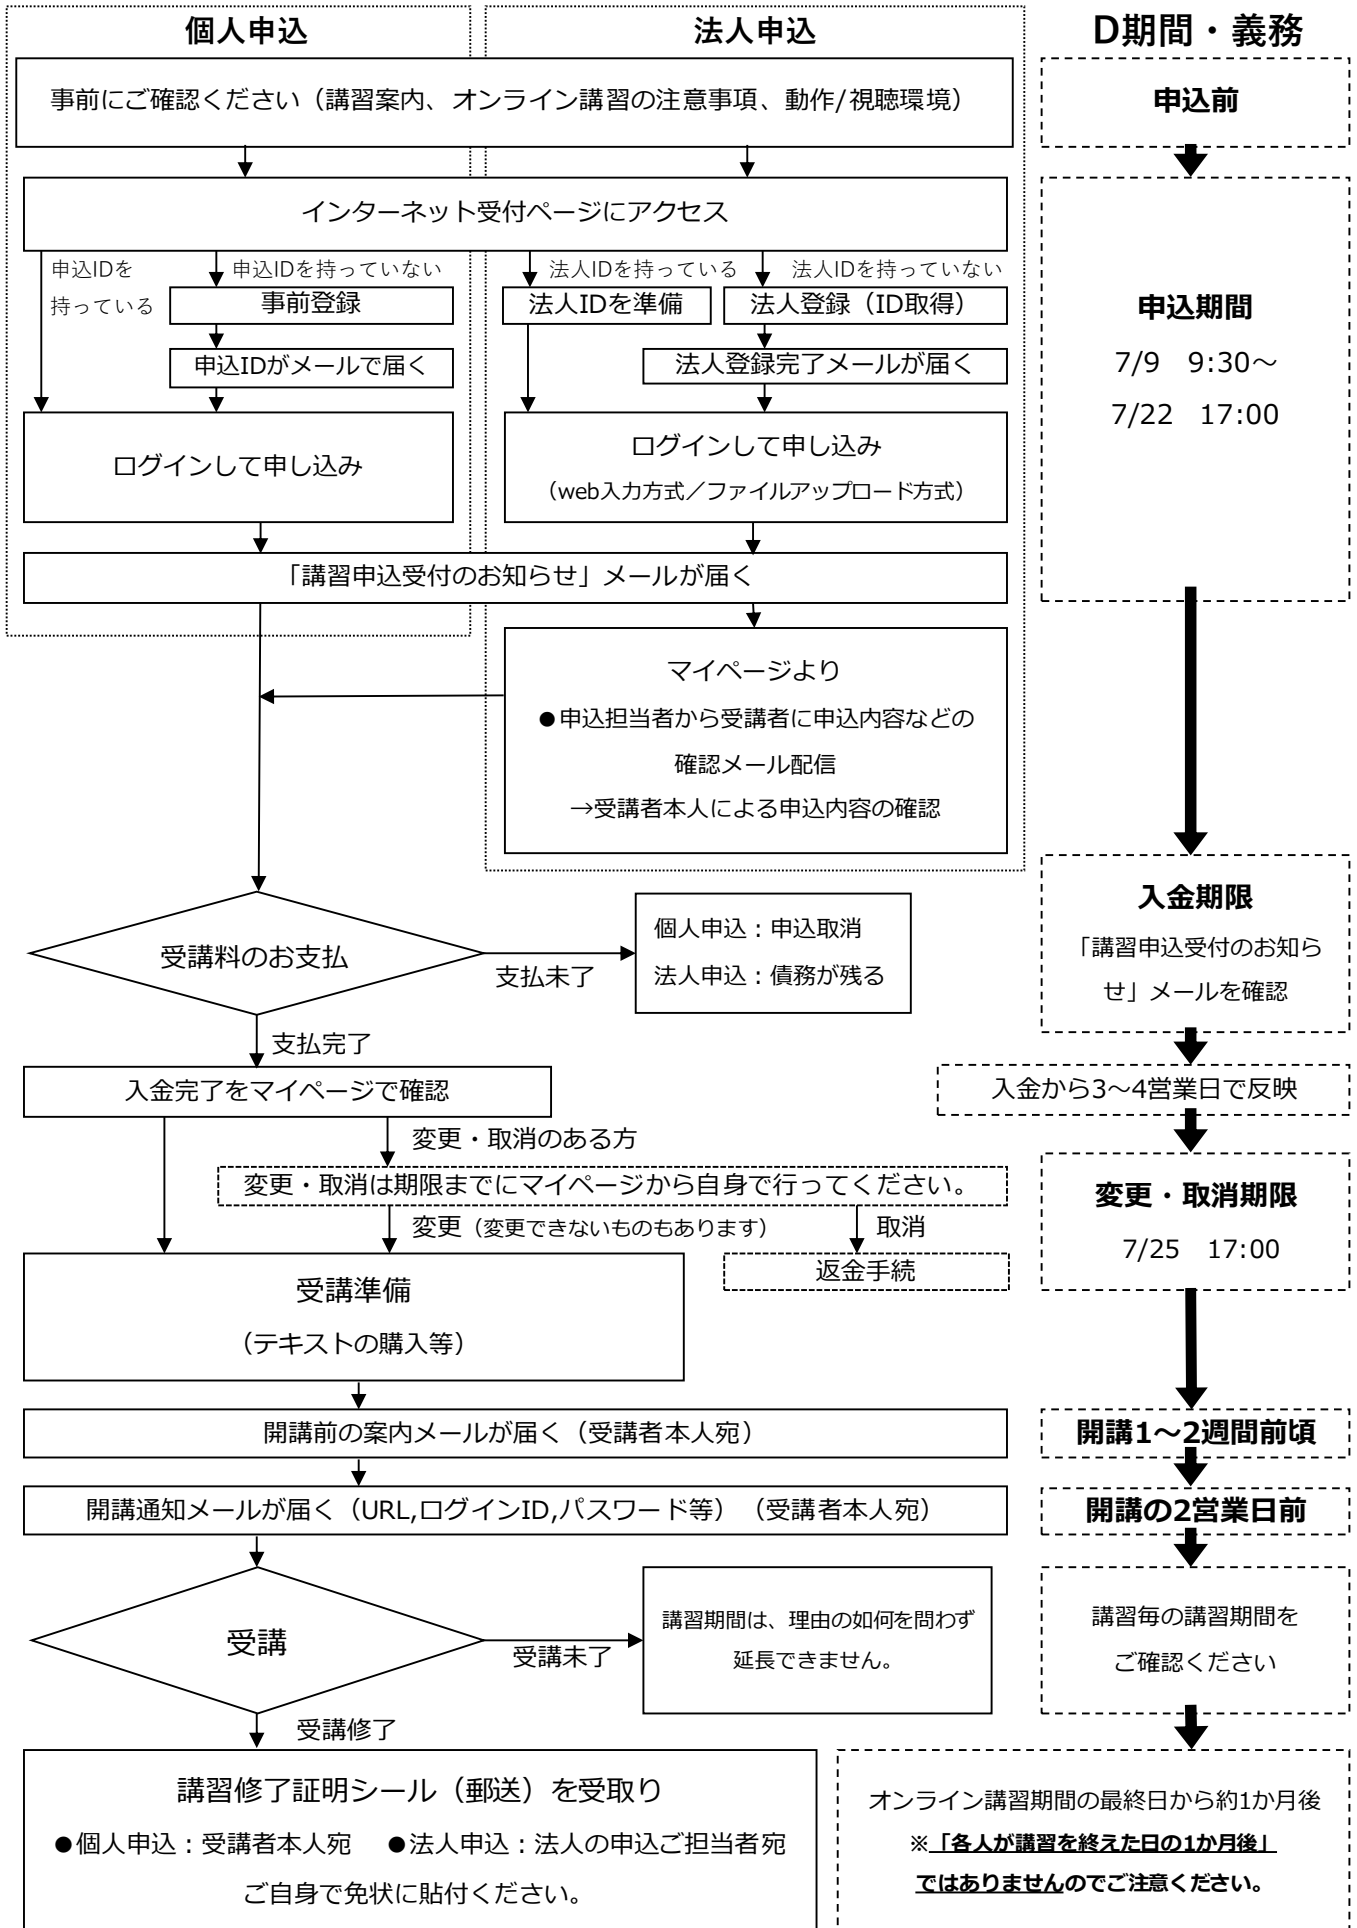 個人申込
法人申込
D期間・義務
事前にご確認ください（講習案内、オンライン講習の注意事項、動作/視聴環境）
申込前
インターネット受付ページにアクセス
申込IDを
持っている
申込IDを持っていない
法人IDを持っている
法人IDを持っていない
事前登録
法人IDを準備
法人登録（ID取得）
申込IDがメールで届く
法人登録完了メールが届く
申込期間
7/9　9:30～
7/22　17:00
ログインして申し込み
ログインして申し込み
（web入力方式／ファイルアップロード方式）
「講習申込受付のお知らせ」メールが届く
マイページより
●申込担当者から受講者に申込内容などの
確認メール配信
→受講者本人による申込内容の確認
受講料のお支払
支払未了
個人申込：申込取消
法人申込：債務が残る
入金期限
「講習申込受付のお知ら
せ」メールを確認
支払完了
入金完了をマイページで確認
入金から3～4営業日で反映
変更・取消のある方
変更・取消は期限までにマイページから自身で行ってください。
変更（変更できないものもあります）
取消
変更・取消期限
7/25　17:00
返金手続
受講準備
（テキストの購入等）
開講前の案内メールが届く（受講者本人宛）
開講1～2週間前頃
開講通知メールが届く（URL,ログインID,パスワード等）（受講者本人宛）
開講の2営業日前
受講
受講未了
講習期間は、理由の如何を問わず
延長できません。
講習毎の講習期間を
ご確認ください
受講修了
講習修了証明シール（郵送）を受取り
●個人申込：受講者本人宛　●法人申込：法人の申込ご担当者宛
ご自身で免状に貼付ください。
オンライン講習期間の最終日から約1か月後
※「各人が講習を終えた日の1か月後」
ではありませんのでご注意ください。